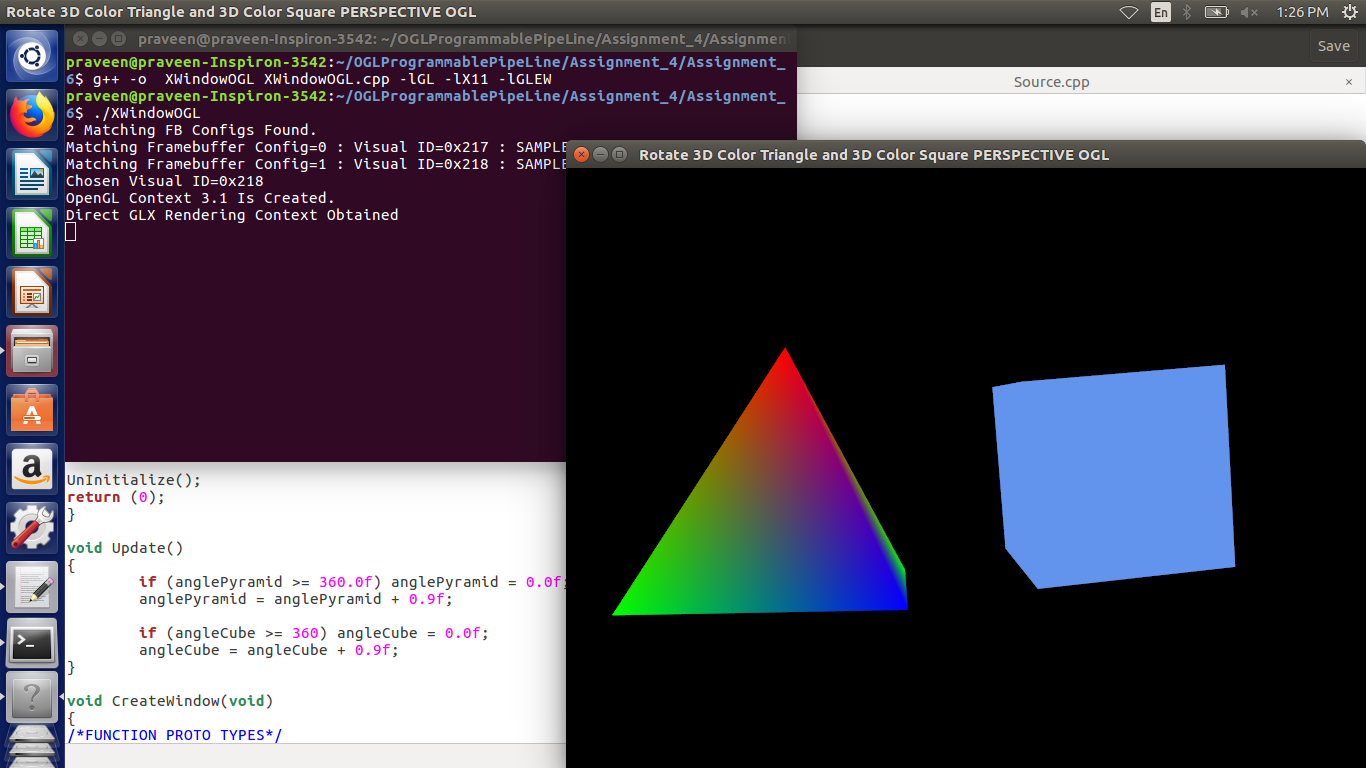 Rotate 3D Color Triangle and 3D Color Square PERSPECTIVE OGL
En
1:26 PM
praveen@praveen-Inspiron-3542: ~/OGLProgrammablePipeLine/Assignment_4/Assignment
Save
praveen@praveen-Inspiron-3542:~/OGLProgrammablePipeLine/Assignment_4/Assignment_
6$ g++ -o  XWindowOGL XWindowOGL.cpp -lGL -lX11 -lGLEW
praveen@praveen-Inspiron-3542:~/OGLProgrammablePipeLine/Assignment_4/Assignment_
6$ ./XWindowOGL
2 Matching FB Configs Found.
Matching Framebuffer Config=0 : Visual ID=0x217 : SAMPLE
Matching Framebuffer Config=1 : Visual ID=0x218 : SAMPLE
Chosen Visual ID=0x218
OpenGL Context 3.1 Is Created.
Direct GLX Rendering Context Obtained
Source.cpp
×
Rotate 3D Color Triangle and 3D Color Square PERSPECTIVE OGL
UnInitialize();
return (0);
}
void Update()
{
if (anglePyramid >= 360.0f) anglePyramid = 0.0f;
anglePyramid = anglePyramid + 0.9f;
if (angleCube >= 360) angleCube = 0.0f;
angleCube = angleCube + 0.9f;
}
void CreateWindow(void)
{
/*FUNCTION PROTO TYPES*/